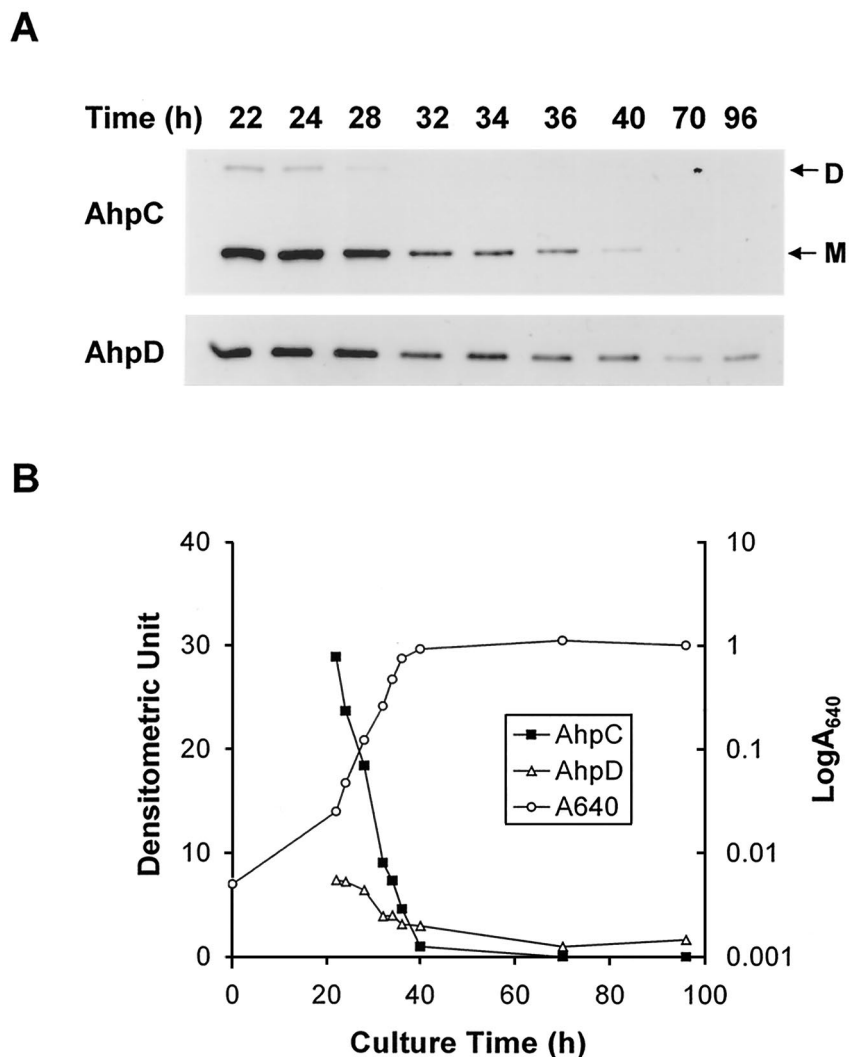 A
Time (h) 22 24 28 32 34 36 40 70 96
D
AhpC
M
AhpD
B
40 10
30 1
20 0.1
10 0.01
0 0.001
Densitometric Unit
LogA640
AhpC
AhpD
A640
0 20 40 60 80 100
Culture Time (h)